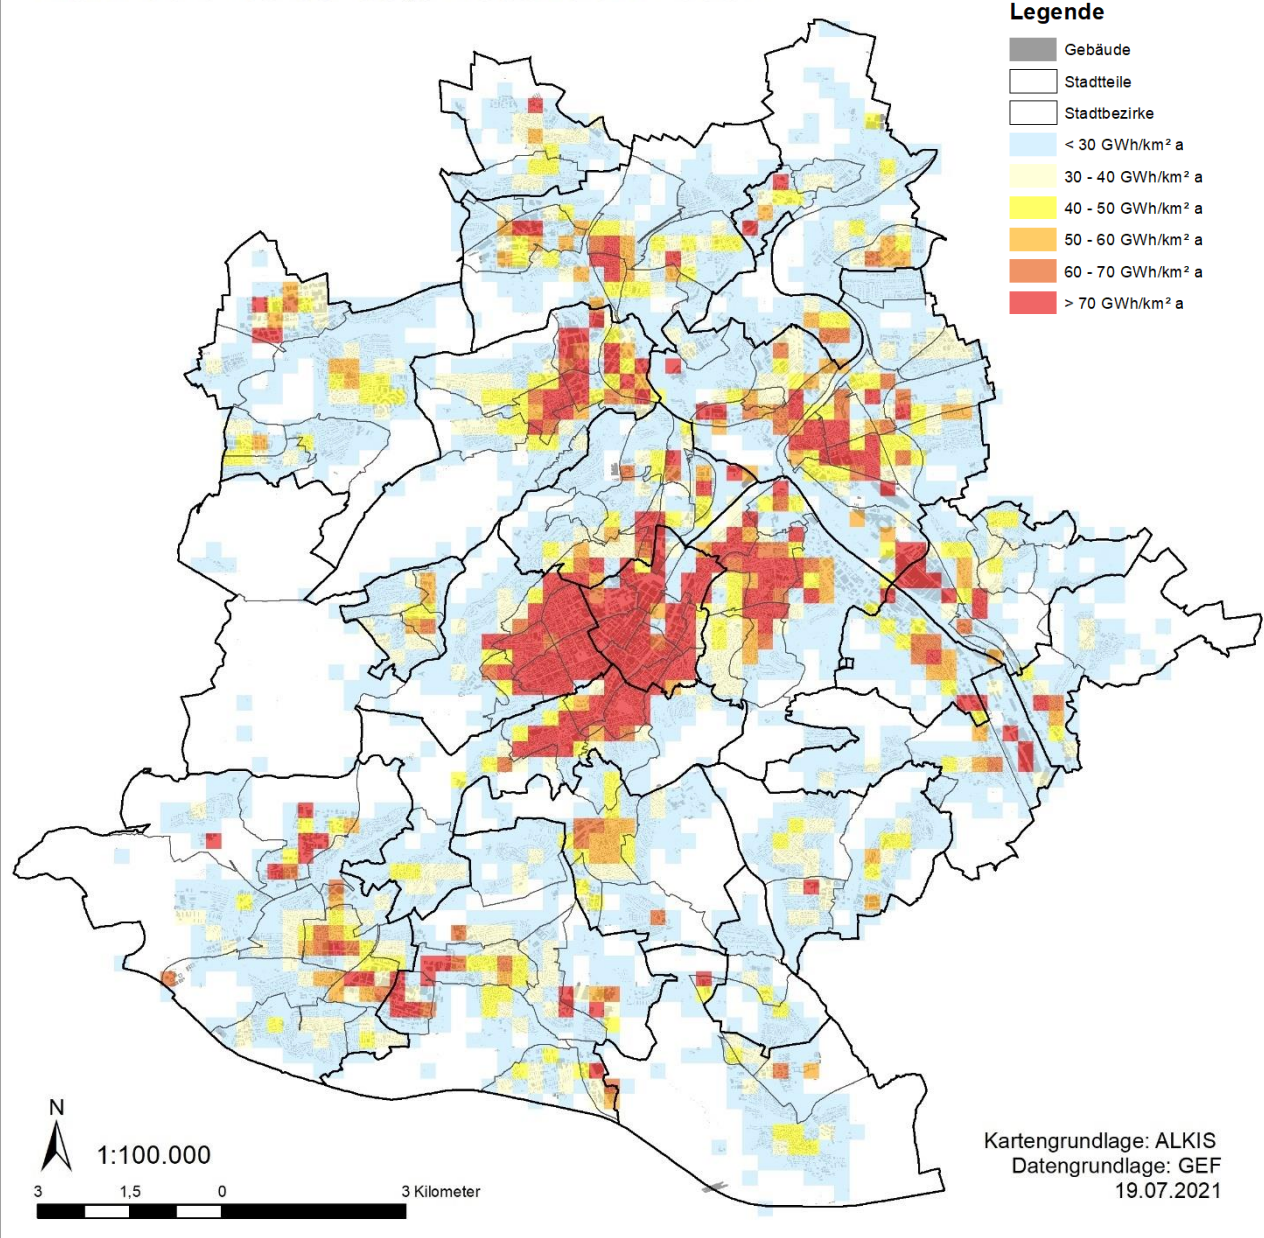 Legende
Gebäude
Stadtteile
Stadtbezirke
< 30 GWh/km² a
30 - 40 GWh/km² a
40 - 50 GWh/km² a
50 - 60 GWh/km² a
60 - 70 GWh/km² a
> 70 GWh/km² a
N
1:100.000
3 1,5 0 3 Kilometer
Kartengrundlage: ALKIS
Datengrundlage: GEF
19.07.2021